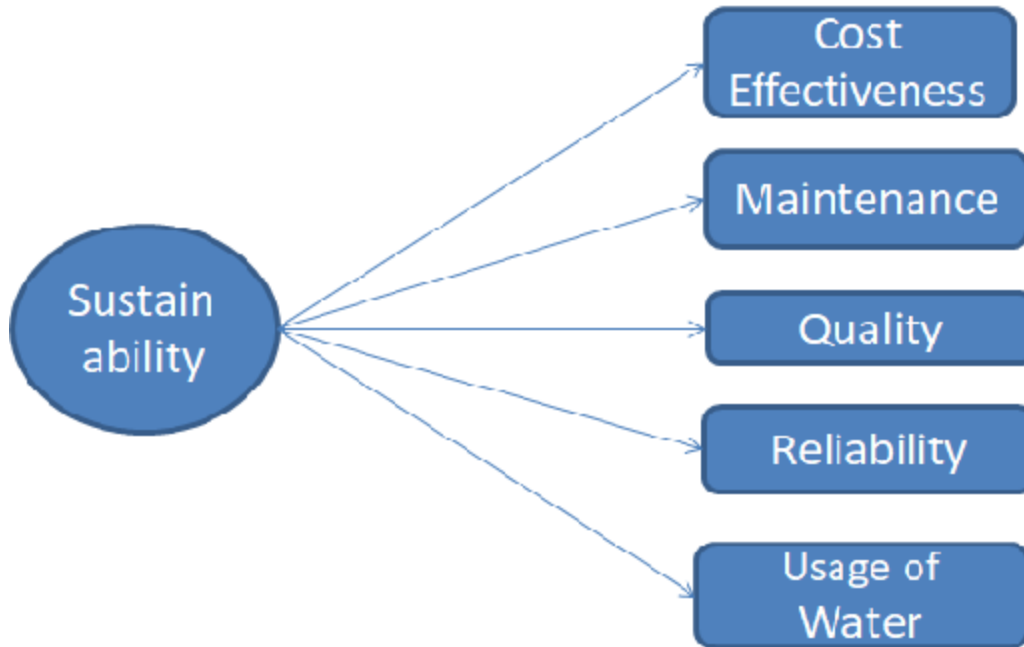 Cost
Effectiveness
Maintenance
Sustain
ability
Quality
Reliability
Usage of
Water